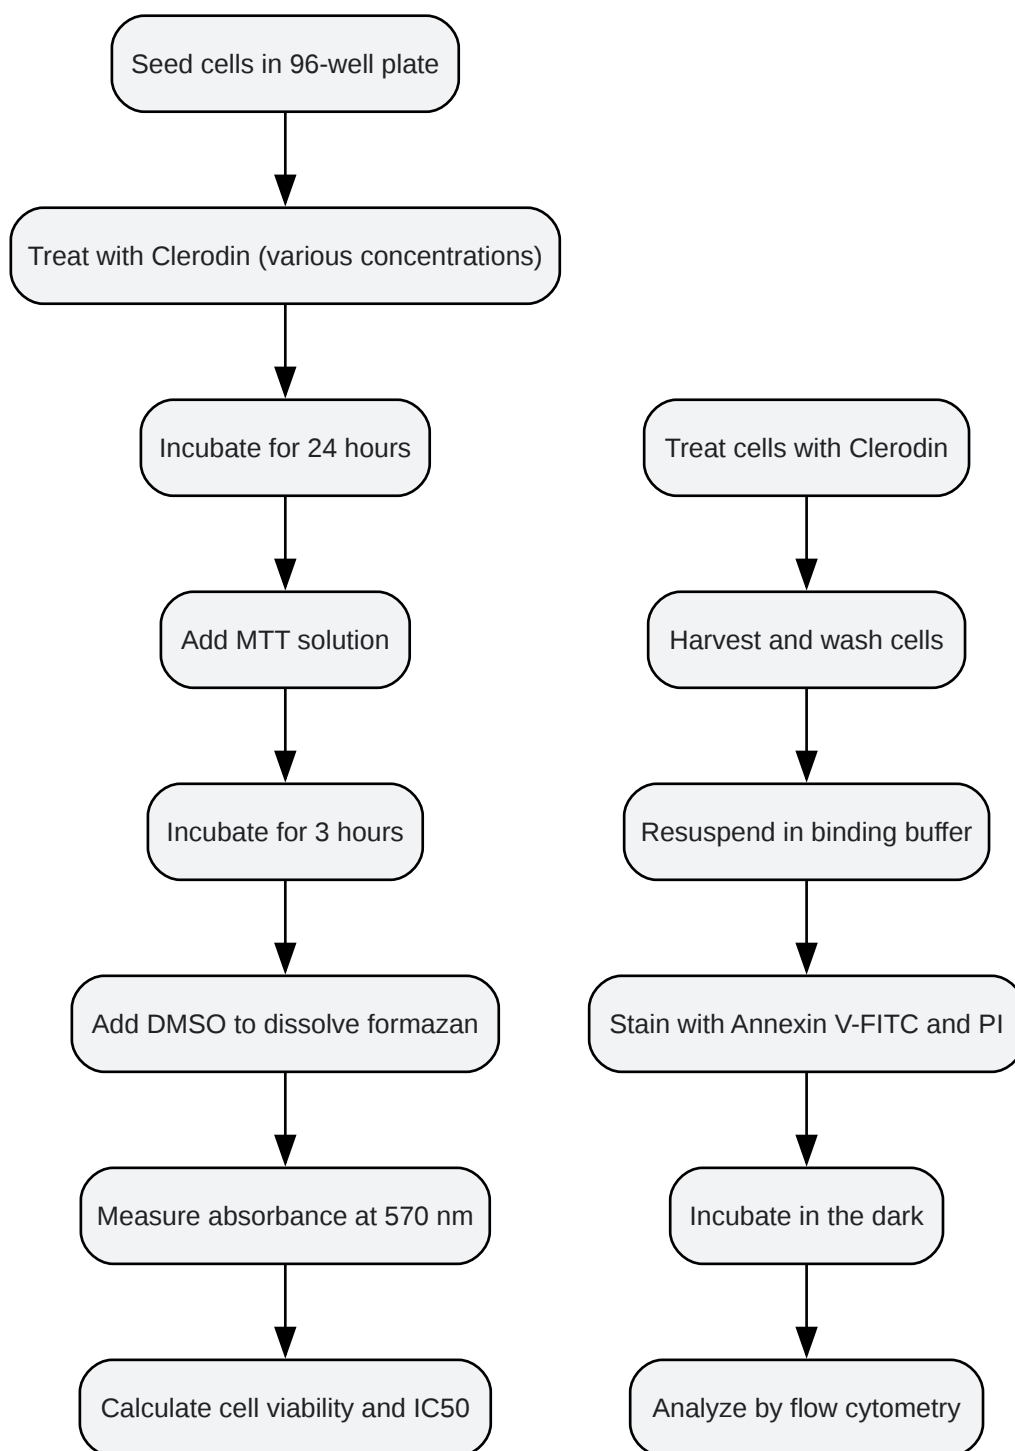 Seed cells in 96-well plate
Treat with Clerodin (various concentrations)
Incubate for 24 hours
Add MTT solution
Incubate for 3 hours
Add DMSO to dissolve formazan
Measure absorbance at 570 nm
Calculate cell viability and IC50
Treat cells with Clerodin
Harvest and wash cells
Resuspend in binding buffer
Stain with Annexin V-FITC and PI
Incubate in the dark
Analyze by flow cytometry